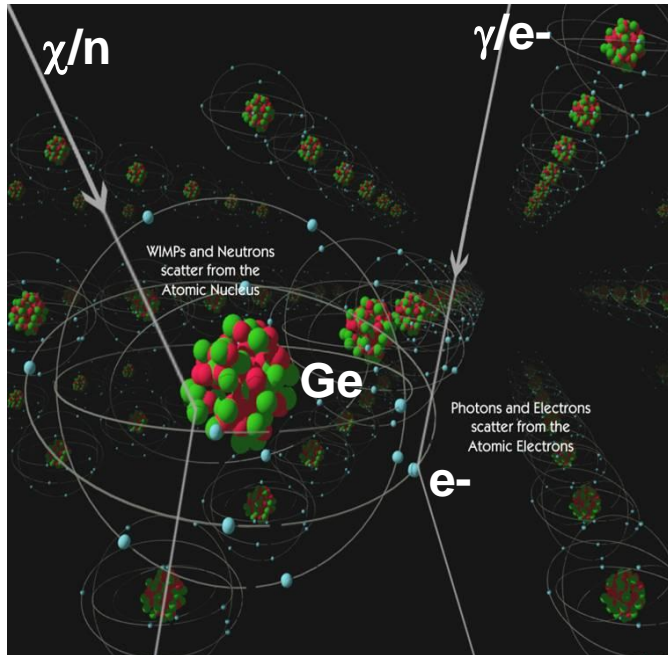 χ/n
γ/e-
WIMPs and Neutrons
scatter from the
Atomic Nucleus
Ge
Photons and Electrons
scatter from the
Atomic Electrons
e-